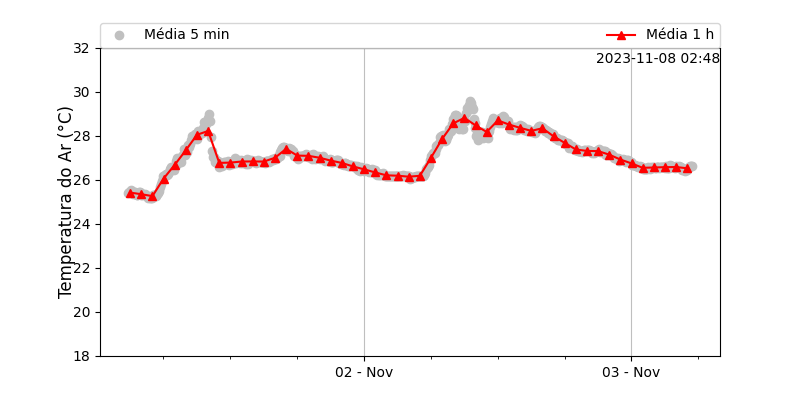 Média 5 min
Média 1 h
2023-11-08 02:48
Temperatura do Ar (°C)
32
30
28
26
24
22
20
18
02 - Nov
03 - Nov